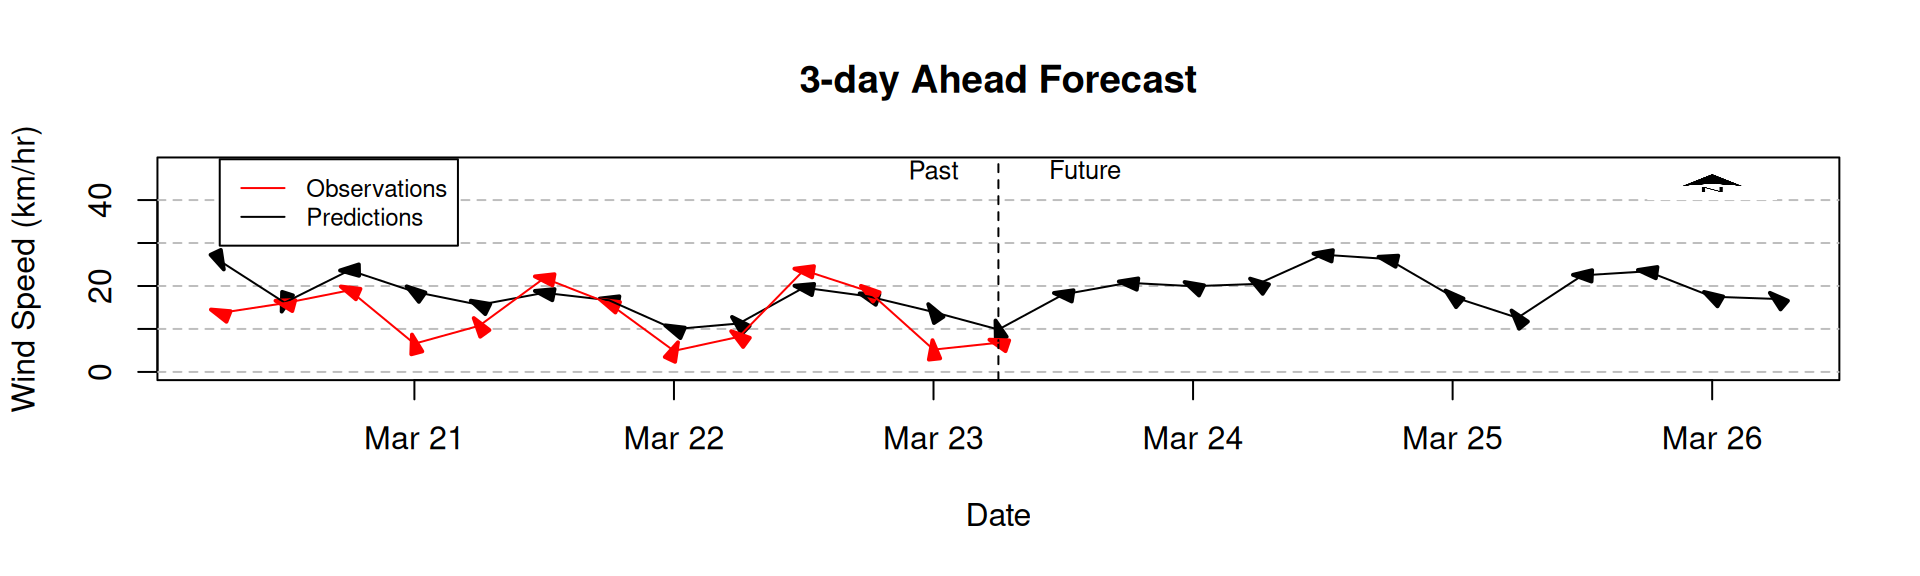 3-day Ahead Forecast
Past
Future
Observations
Predictions
N
Wind Speed (km/hr)
40
20
0
Mar 21
Mar 22
Mar 23
Mar 24
Mar 25
Mar 26
Date